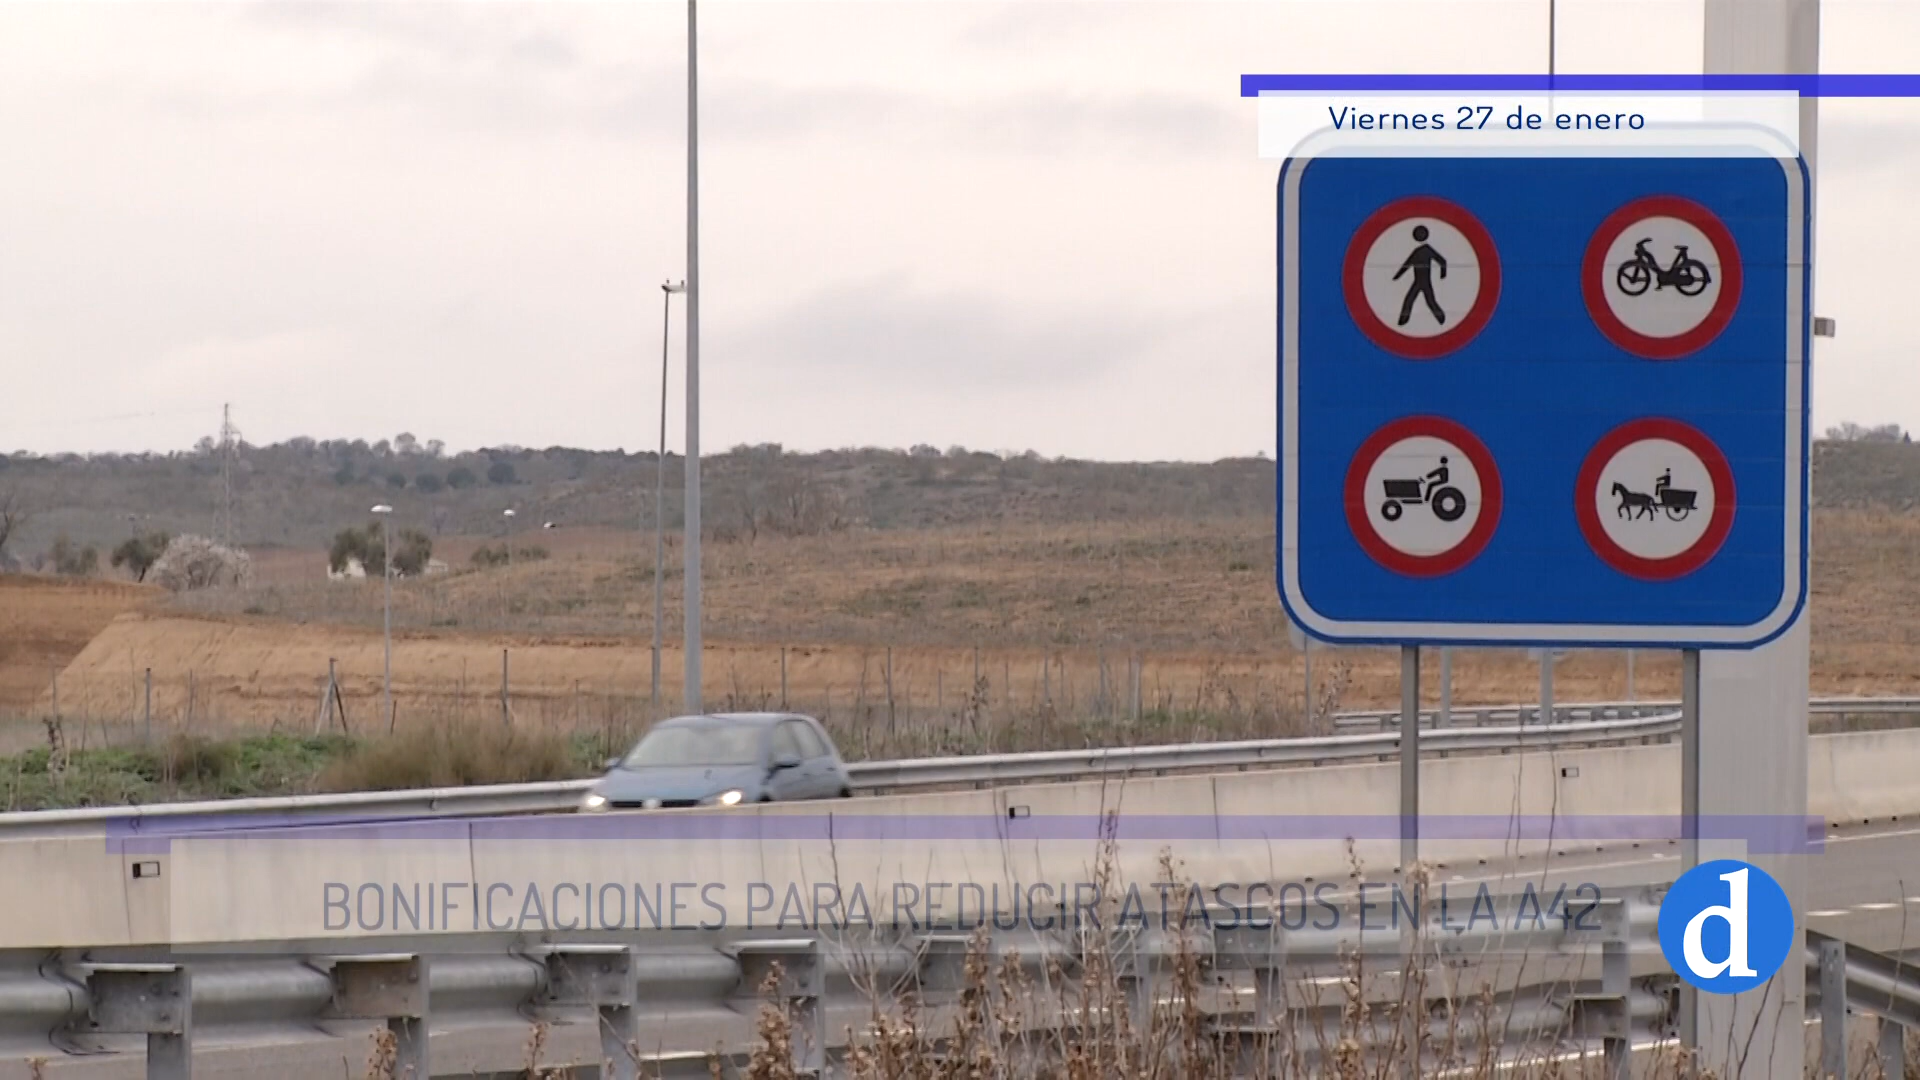 Viernes 27 de enero
BONIFICACIONES PARA REDUCIR ATASCOS EN LA A42
d